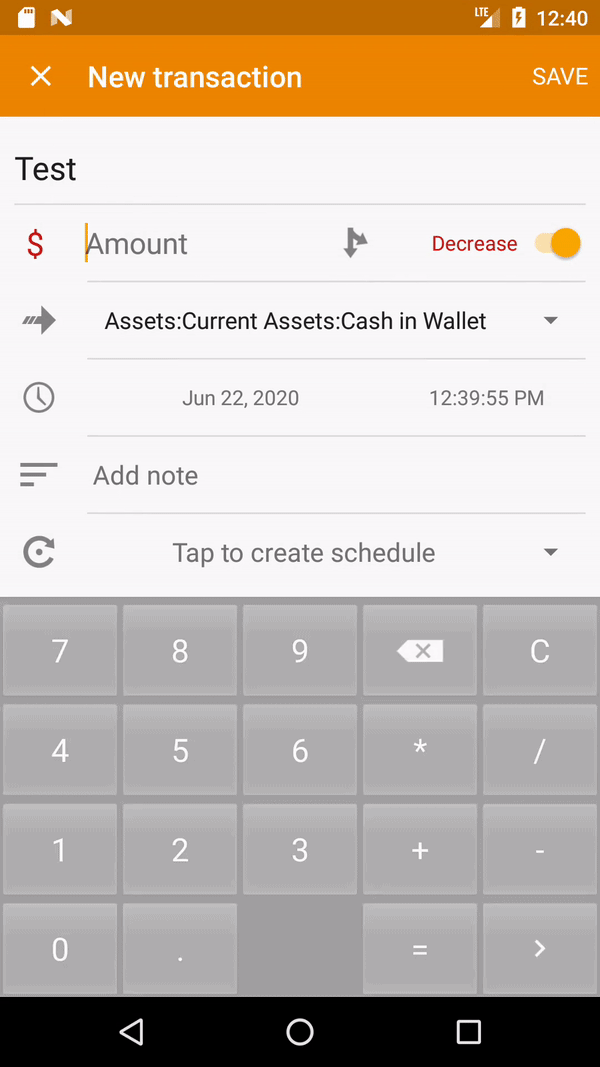 LTE 12:40
New transaction SAVE
Test
$ Amount Decrease
Assets:Current Assets:Cash in Wallet
Jun 22, 2020 12:39:55 PM
Add note
Tap to create schedule
7 8 9 C
4 5 6 * /
1 2 3 + -
0 . = >